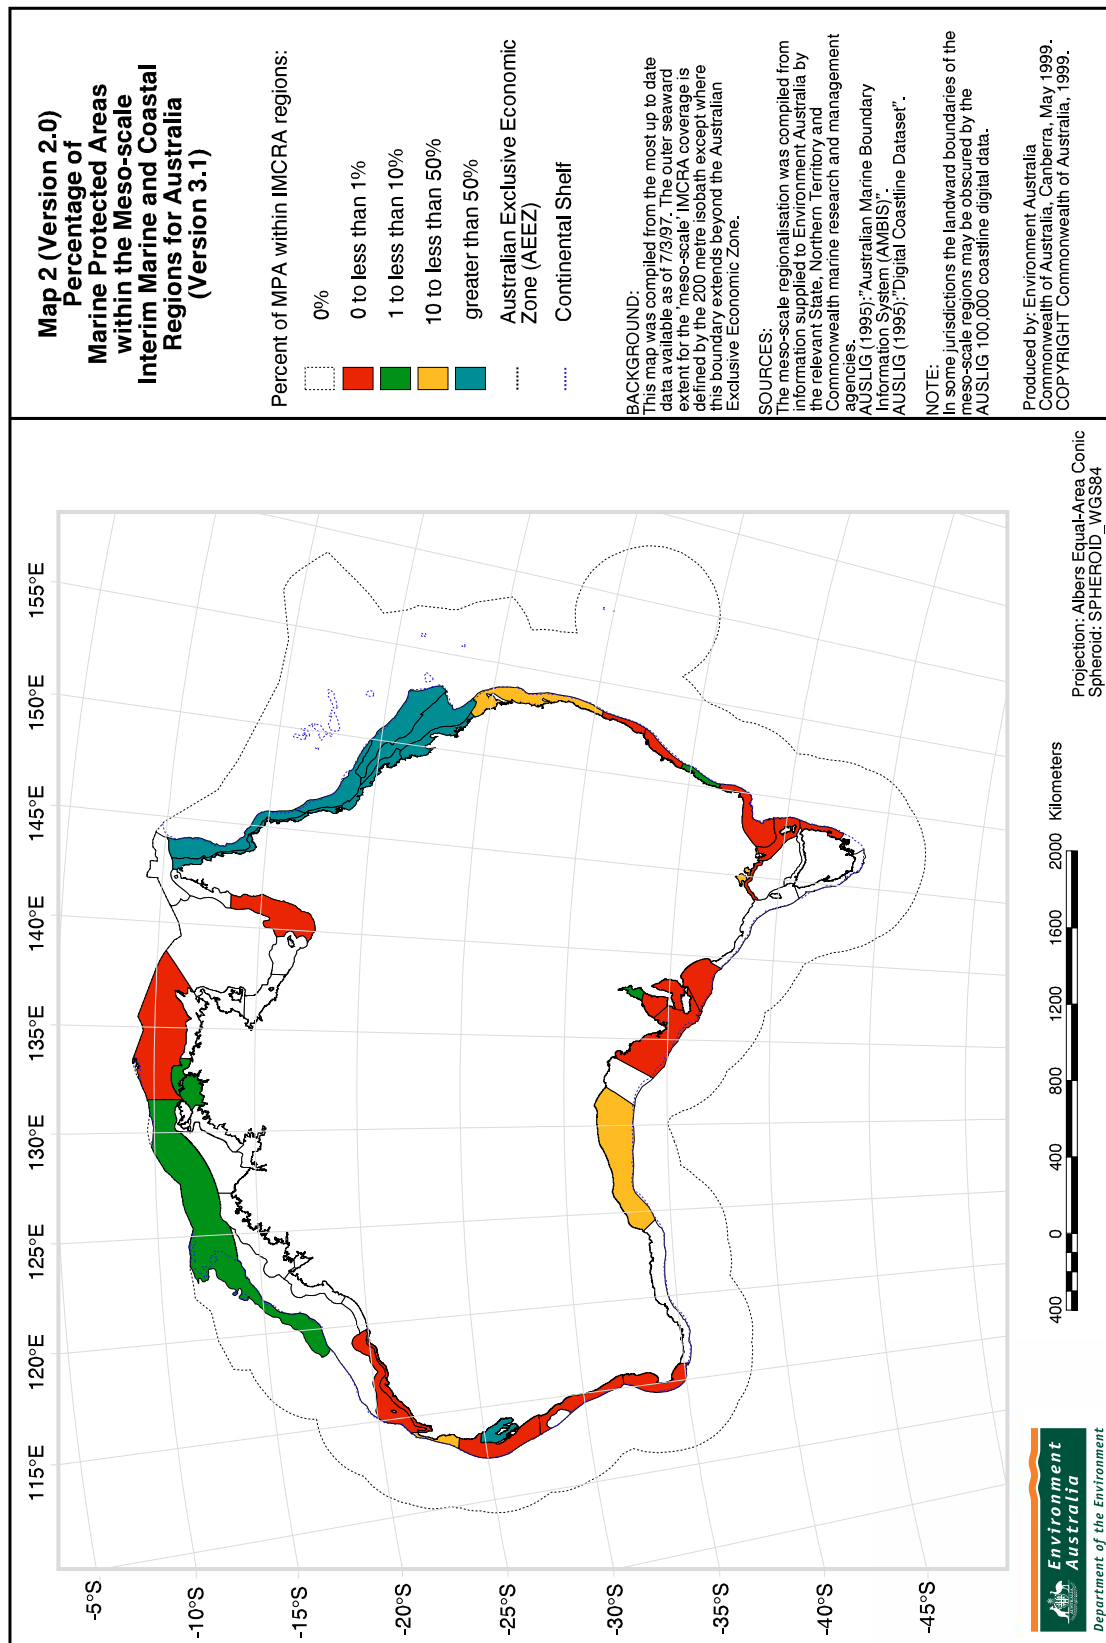 Map 2 (Version 2.0)
Percentage of
Marine Protected Areas
within the Meso-scale
Interim Marine and Coastal
Regions for Australia
(Version 3.1)
Percent of MPA within IMCRA regions:
0%
0 to less than 1%
1 to less than 10%
10 to less than 50%
greater than 50%
Australian Exclusive Economic
Zone (AEEZ)
Continental Shelf
BACKGROUND:
This map was compiled from the most up to date
data available as of 7/3/97. The outer seaward
extent for the 'meso-scale' IMCRA coverage is
defined by the 200 metre isobath except where
this boundary extends beyond the Australian
Exclusive Economic Zone.
SOURCES:
The meso-scale regionalisation was compiled from
information supplied to Environment Australia by
the relevant State, Northern Territory and
Commonwealth marine research and management
agencies.
AUSLIG (1995):"Australian Marine Boundary
Information System (AMBIS)".
AUSLIG (1995):"Digital Coastline Dataset".
NOTE:
In some jurisdictions the landward boundaries of the
meso-scale regions may be obscured by the
AUSLIG 100,000 coastline digital data.
Produced by: Environment Australia
Commonwealth of Australia, Canberra, May 1999.
COPYRIGHT Commonwealth of Australia, 1999.
115°E
120°E
125°E
130°E
135°E
140°E
145°E
150°E
155°E
-5°S
-10°S
-15°S
-20°S
-25°S
-30°S
-35°S
-40°S
-45°S
400 0 400 800 1200 1600 2000 Kilometers
Projection: Albers Equal-Area Conic
Spheroid: SPHEROID_WGS84
Environment
Australia
Department of the Environment